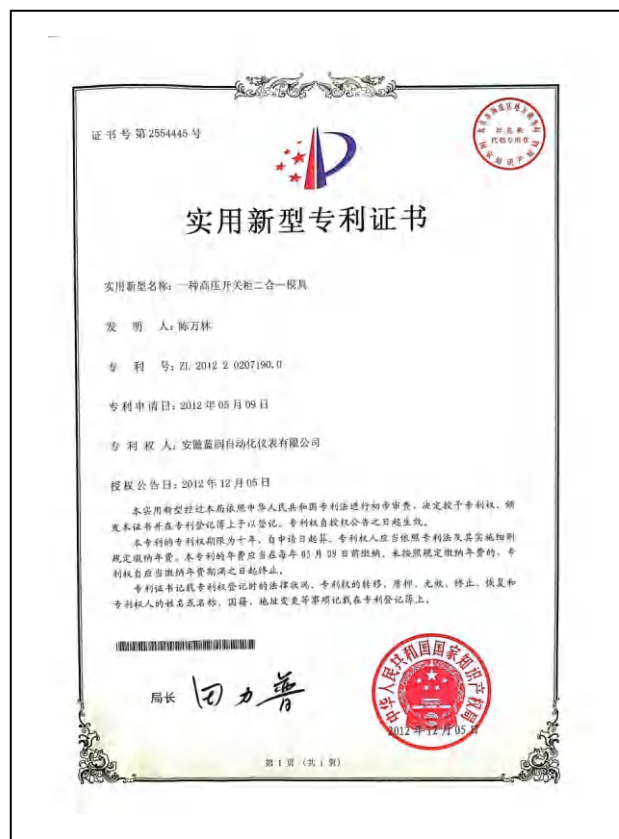 证书号第2554445号
实用新型专利证书
实用新型名称：一种高压开关柜二合一模具
发 明 人：陈万林
专 利 号：ZL 2012 2 0207190.0
专利申请日：2012年05月09日
专 利 权 人：安徽蓝润自动化仪表有限公司
授权公告日：2012年12月05日
本实用新型经过本局依照中华人民共和国专利法进行初步审查，决定授予专利权，颁
发本证书并在专利登记簿上予以登记。专利权自授权公告之日起生效。
本专利的专利权期限为十年，自申请日起算。专利权人应当依照专利法及其实施细则
规定缴纳年费。本专利的年费应当在每年05月09日前缴纳。未按照规定缴纳年费的，专
利权自应当缴纳年费期满之日起终止。
专利证书记载专利权登记时的法律状况。专利权的转移、质押、无效、终止、恢复和
专利权人的姓名或名称、国籍、地址变更等事项记载在专利登记簿上。
局长
田力普
中华人民共和国国家知识产权局
2012年12月05日
第1页（共1页）